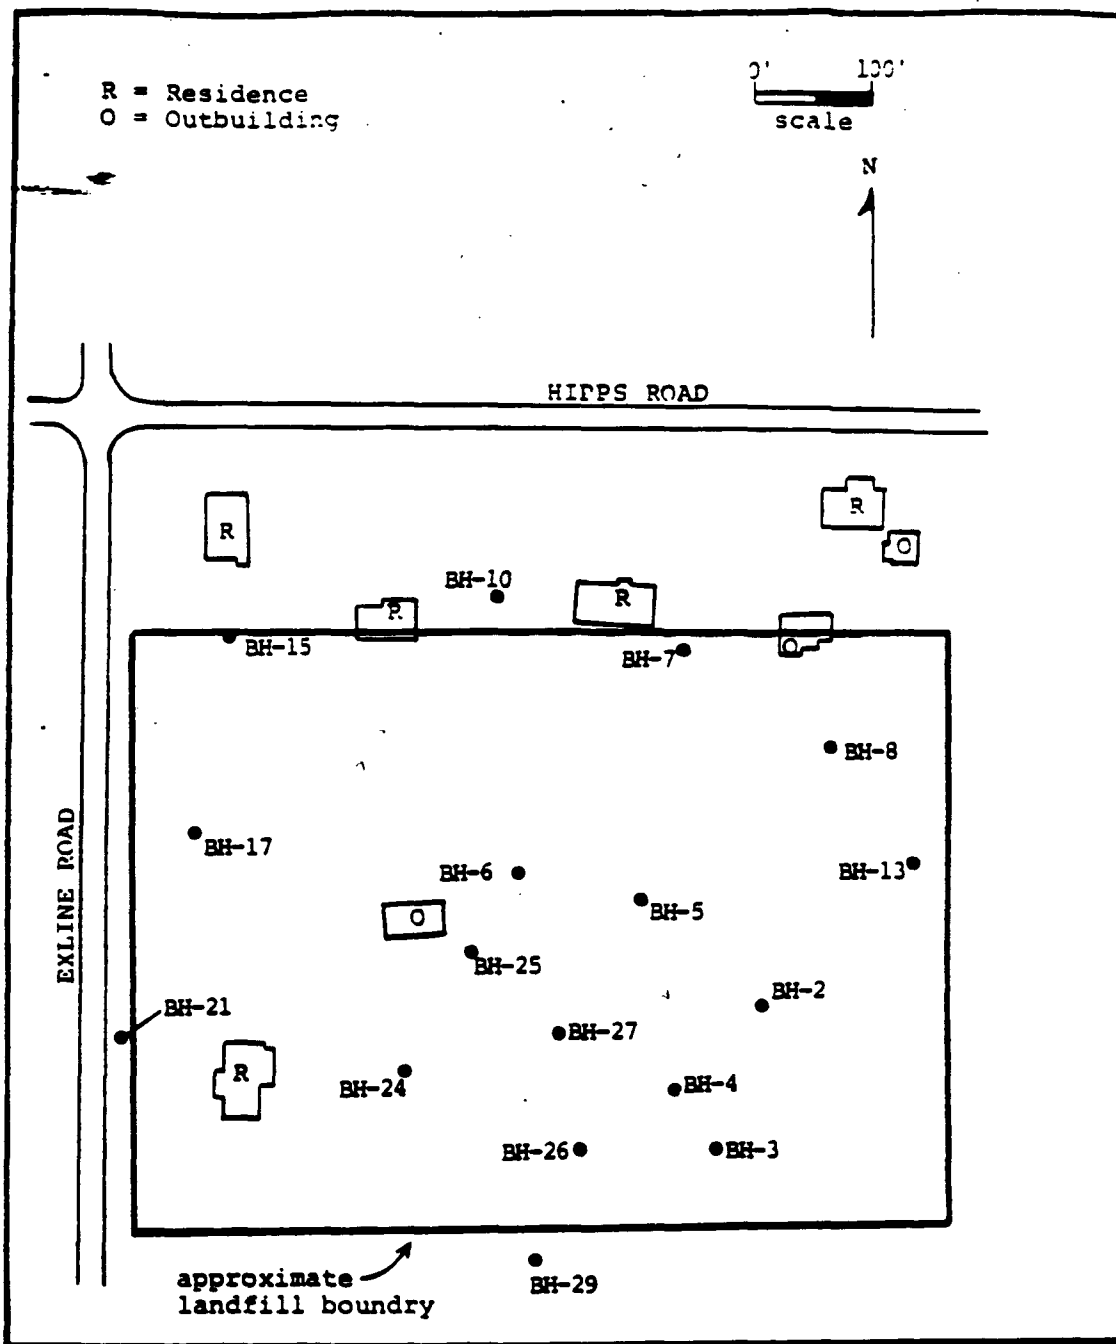 R = Residence
O = Outbuilding
0' 100'
scale
N
HIPPS ROAD
R
R
O
BH-10
R
R
BH-15
BH-7
O
BH-8
EXLINE ROAD
BH-17
BH-6
BH-13
O
BH-5
BH-25
BH-2
BH-21
BH-27
R
BH-24
BH-4
BH-26
BH-3
approximate
landfill boundry
BH-29